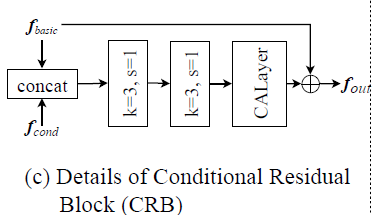 f_basic
concat
f_cond
k=3, s=1
k=3, s=1
CALayer
f_out
(c) Details of Conditional Residual
Block (CRB)